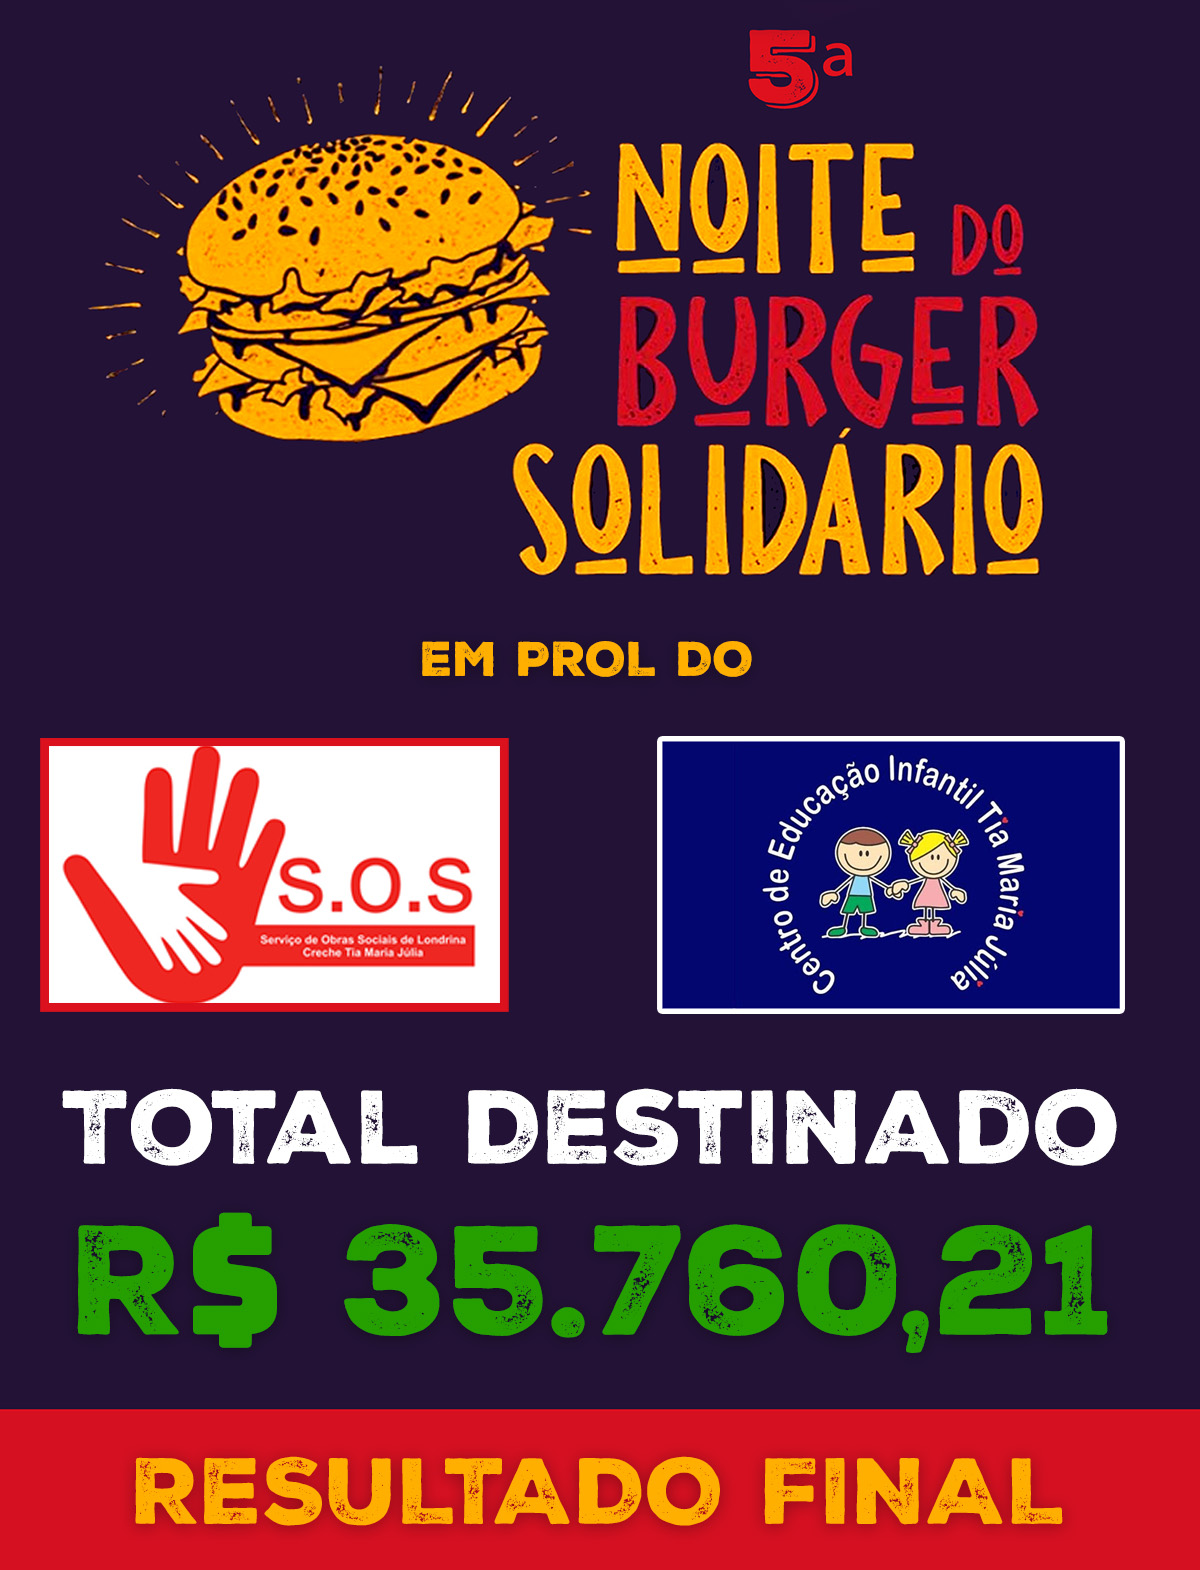 5ª
NOITE DO
BURGER
SOLIDÁRIO
EM PROL DO
S.O.S
Serviço de Obras Sociais de Londrina
Creche Tia Maria Júlia
Centro de Educação Infantil Tia Maria Júlia
TOTAL DESTINADO
R$ 35.760,21
RESULTADO FINAL